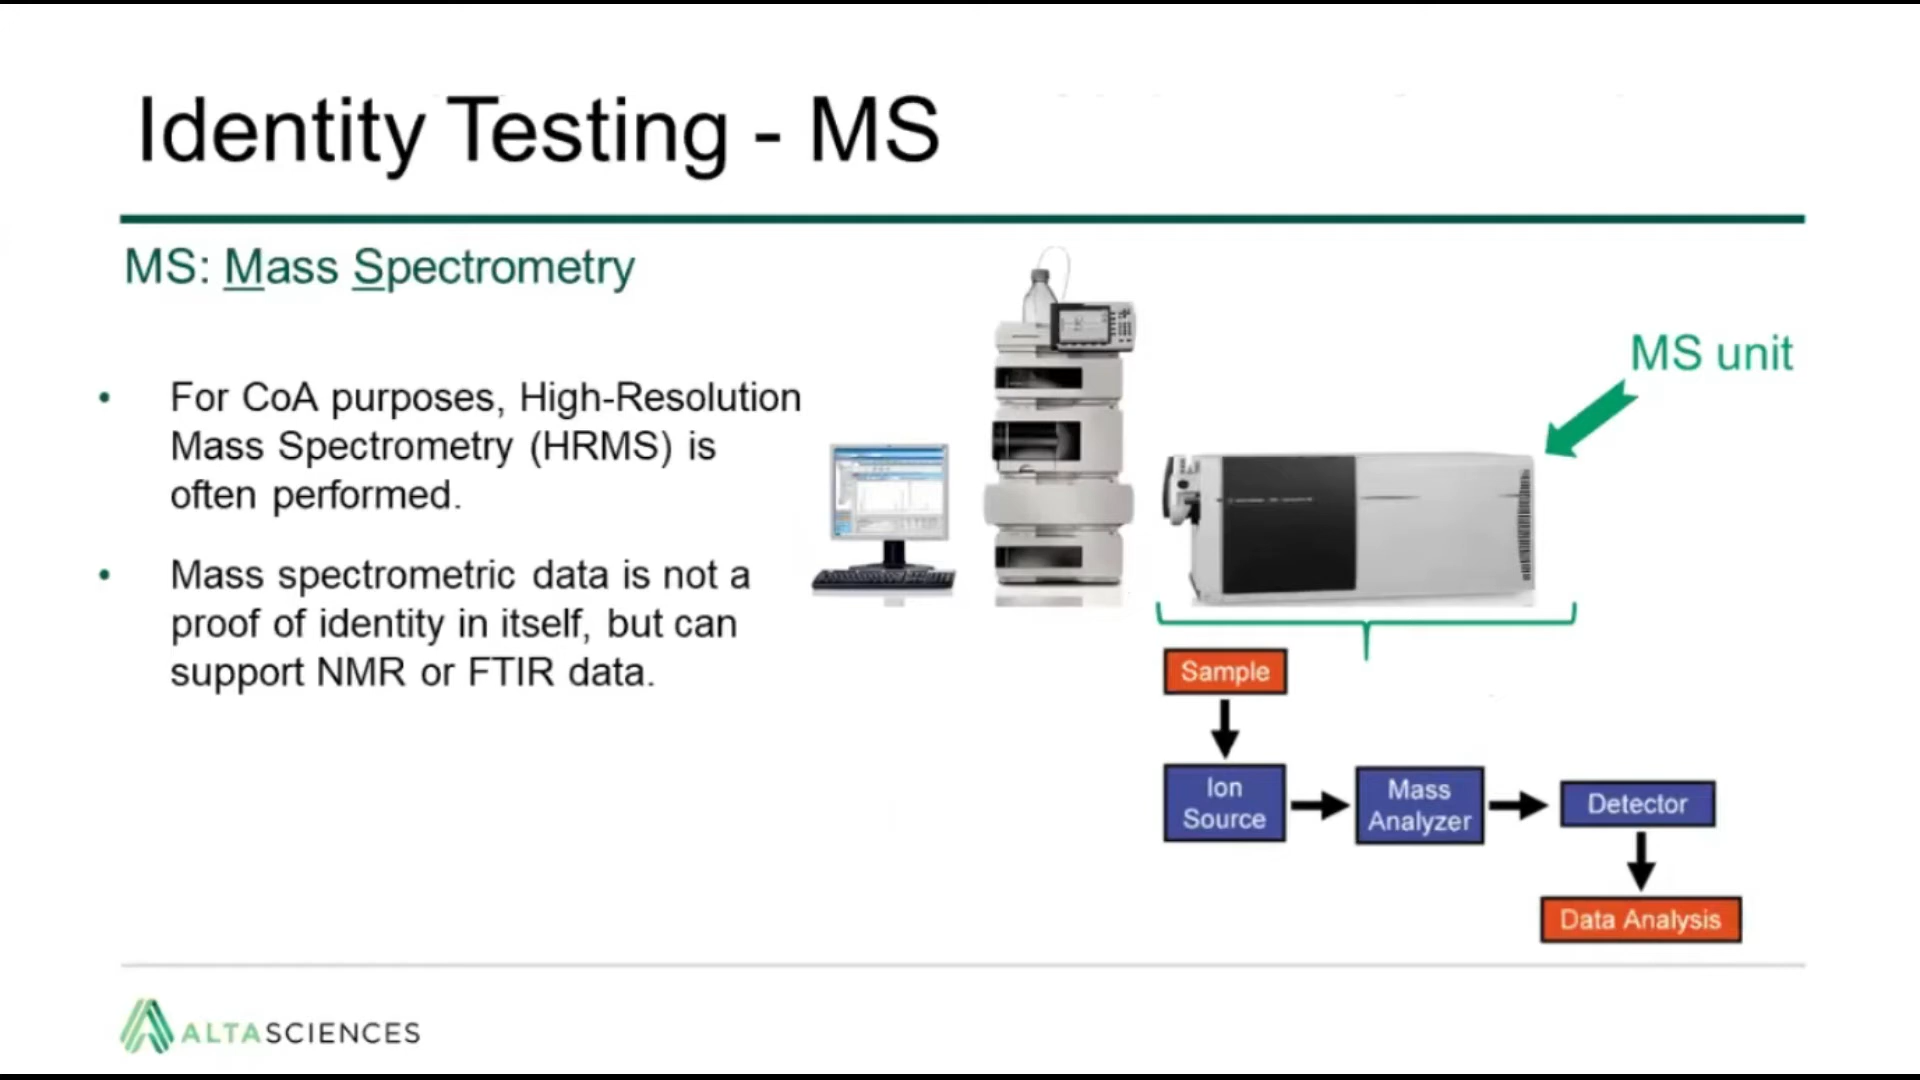 Identity Testing - MS
MS: Mass Spectrometry
• For CoA purposes, High-Resolution
Mass Spectrometry (HRMS) is
often performed.
• Mass spectrometric data is not a
proof of identity in itself, but can
support NMR or FTIR data.
MS unit
Sample
Ion
Source
Mass
Analyzer
Detector
Data Analysis
ALTASCIENCES